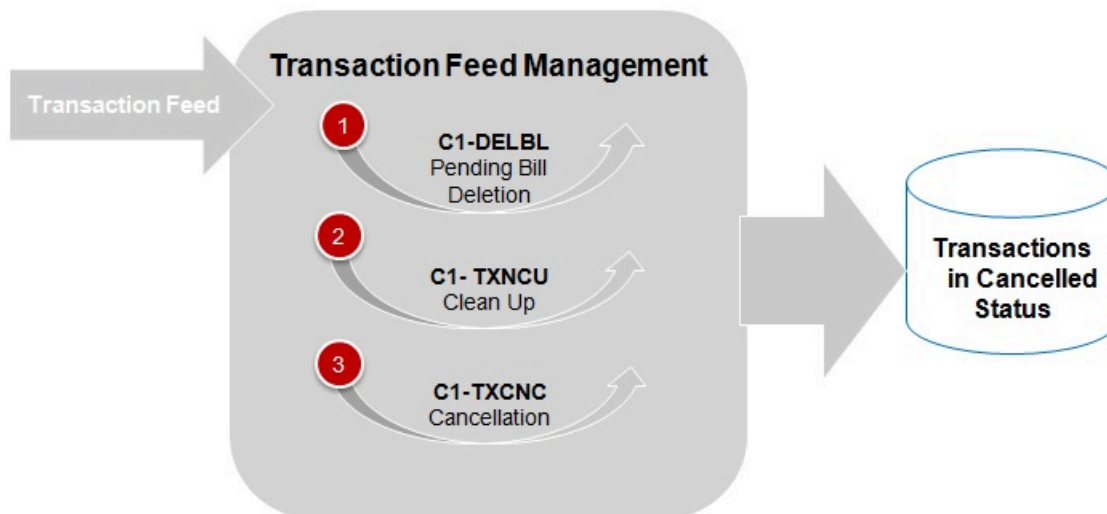 Transaction Feed Management
Transaction Feed
1
C1-DELBL
Pending Bill
Deletion
2
C1- TXNCU
Clean Up
3
C1-TXCNC
Cancellation
Transactions
in Cancelled
Status